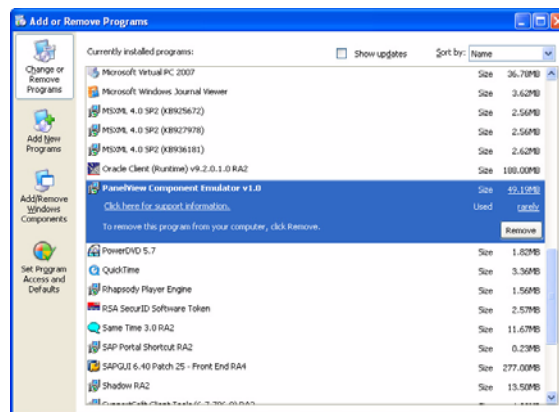 Add or Remove Programs
Currently installed programs:
Show updates
Sort by: Name
Change or
Remove
Programs
Add New
Programs
Add/Remove
Windows
Components
Set Program
Access and
Defaults
Microsoft Virtual PC 2007 Size 36.78MB
Microsoft Windows Journal Viewer Size 3.62MB
MSXML 4.0 SP2 (KB925672) Size 2.56MB
MSXML 4.0 SP2 (KB927978) Size 2.56MB
MSXML 4.0 SP2 (KB936181) Size 2.62MB
Oracle Client (Runtime) v9.2.0.1.0 RA2 Size 188.00MB
PanelView Component Emulator v1.0 Size 49.19MB
Click here for support information. Used rarely
To remove this program from your computer, click Remove. Remove
PowerDVD 5.7 Size 1.82MB
QuickTime Size 3.36MB
Rhapsody Player Engine Size 1.56MB
RSA SecurID Software Token Size 2.57MB
Same Time 3.0 RA2 Size 11.67MB
SAP Portal Shortcut RA2 Size 0.23MB
SAPGUI 6.40 Patch 25 - Front End RA4 Size 277.00MB
Shadow RA2 Size 13.50MB